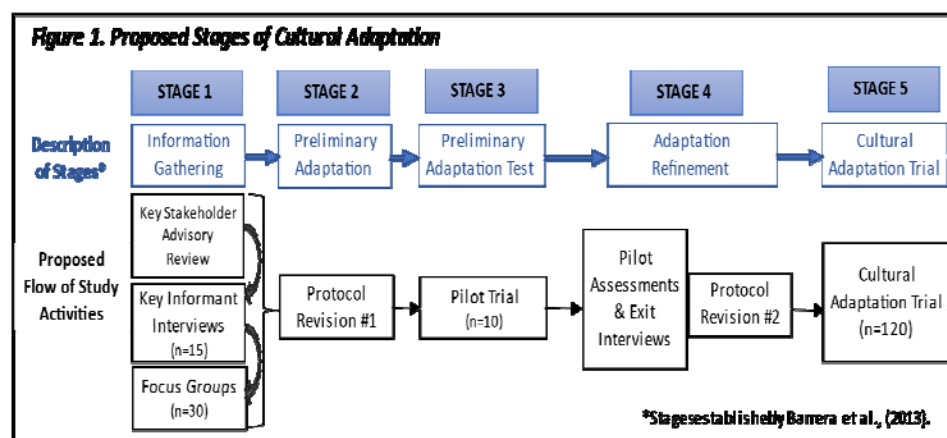 Figure 1. Proposed Stages of Cultural Adaptation
STAGE 1
STAGE 2
STAGE 3
STAGE 4
STAGE 5
Description
of Stages*
Information
Gathering
Preliminary
Adaptation
Preliminary
Adaptation Test
Adaptation
Refinement
Cultural
Adaptation Trial
Proposed
Flow of Study
Activities
Key Stakeholder
Advisory
Review
Key Informant
Interviews
(n=15)
Focus Groups
(n=30)
Protocol
Revision #1
Pilot Trial
(n=10)
Pilot
Assessments
& Exit
Interviews
Protocol
Revision #2
Cultural
Adaptation Trial
(n=120)
*Stagesestablishedby Barrera et al., (2013).